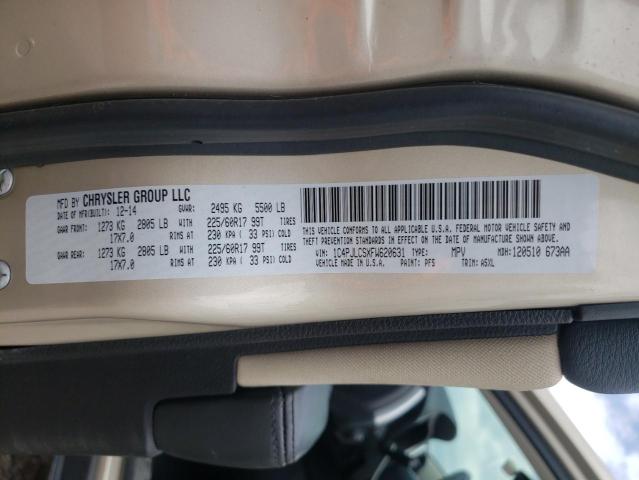 MFD BY CHRYSLER GROUP LLC
DATE OF MFR(BUILT): 12-14 GVWR: 2495 KG 5500 LB
GAWR FRONT: 1273 KG 2805 LB 225/60R17 99T TIRES
17X7.0 RIMS AT 230 KPA ( 33 PSI) COLD
GAWR REAR: 1273 KG 2805 LB 225/60R17 99T TIRES
17X7.0 RIMS AT 230 KPA ( 33 PSI) COLD
THIS VEHICLE CONFORMS TO ALL APPLICABLE U.S.A. FEDERAL MOTOR VEHICLE SAFETY AND
THEFT PREVENTION STANDARDS IN EFFECT ON THE DATE OF MANUFACTURE SHOWN ABOVE.
VIN: 1C4PJLCSXFW620631 TYPE: MPV MDH: 120510 673AA
VEHICLE MADE IN U.S.A. PAINT: PFS TRIM: A5XL